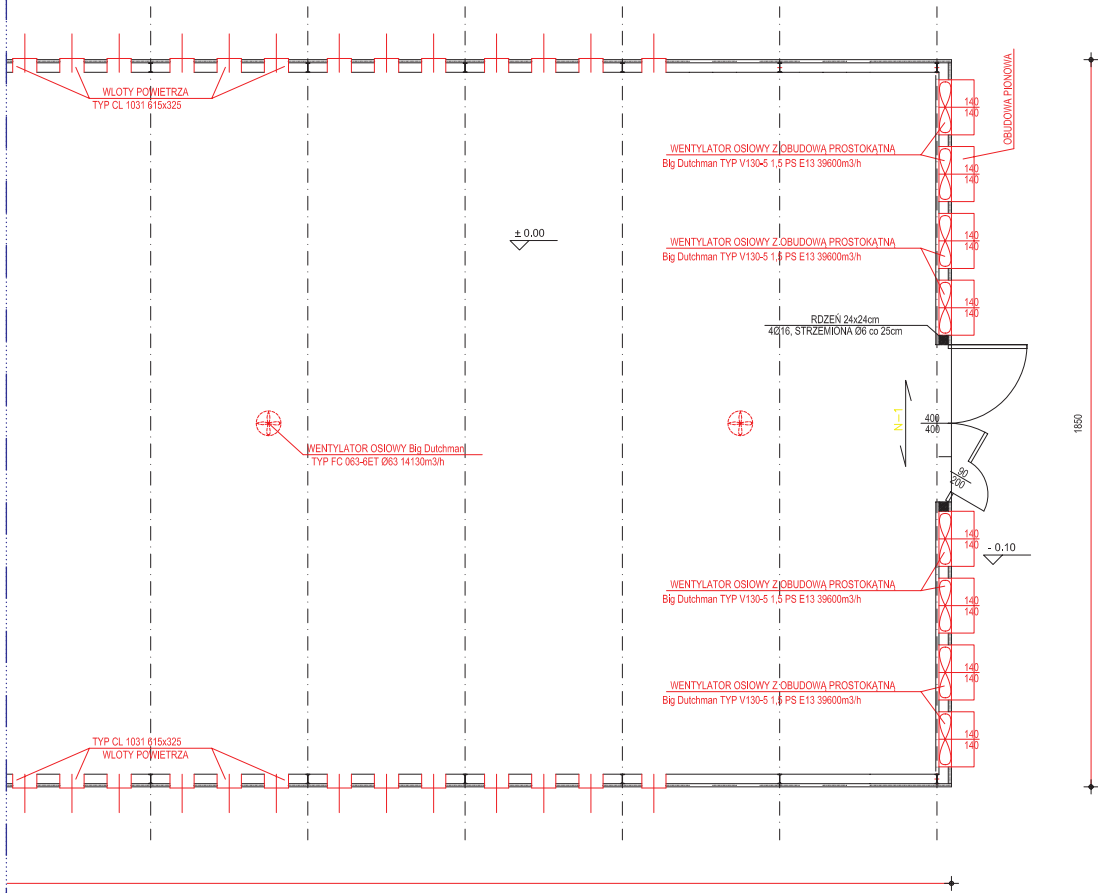 WLOTY POWIETRZA
TYP CL 1031 615x325
OBUDOWA PIONOWA
140
140
WENTYLATOR OSIOWY Z OBUDOWĄ PROSTOKĄTNĄ
Big Dutchman TYP V130-5 1,5 PS E13 39600m3/h
140
140
± 0.00
140
140
WENTYLATOR OSIOWY Z OBUDOWĄ PROSTOKĄTNĄ
Big Dutchman TYP V130-5 1,5 PS E13 39600m3/h
140
140
RDZEŃ 24x24cm
4Ø16, STRZEMIONA Ø6 co 25cm
N-1
400
400
1850
WENTYLATOR OSIOWY Big Dutchman
TYP FC 063-6ET Ø63 14130m3/h
90
200
140
140
- 0.10
WENTYLATOR OSIOWY Z OBUDOWĄ PROSTOKĄTNĄ
Big Dutchman TYP V130-5 1,5 PS E13 39600m3/h
140
140
140
140
WENTYLATOR OSIOWY Z OBUDOWĄ PROSTOKĄTNĄ
Big Dutchman TYP V130-5 1,5 PS E13 39600m3/h
140
140
TYP CL 1031 615x325
WLOTY POWIETRZA